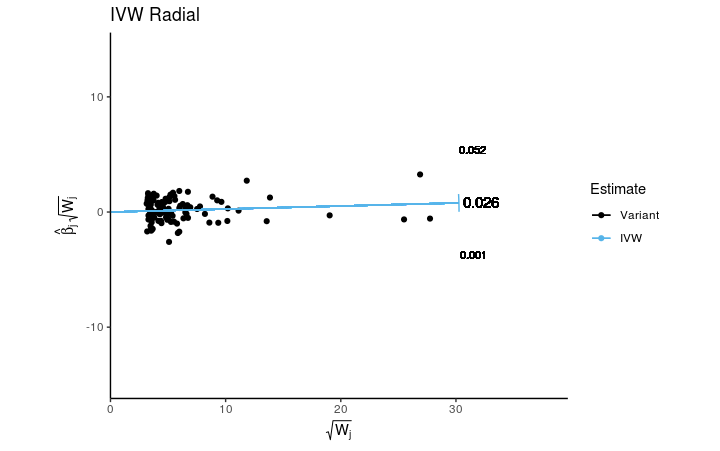 IVW Radial
10
0
-10
β̂j√Wj
0.052
0.026
0.001
0
10
20
30
√Wj
Estimate
Variant
IVW